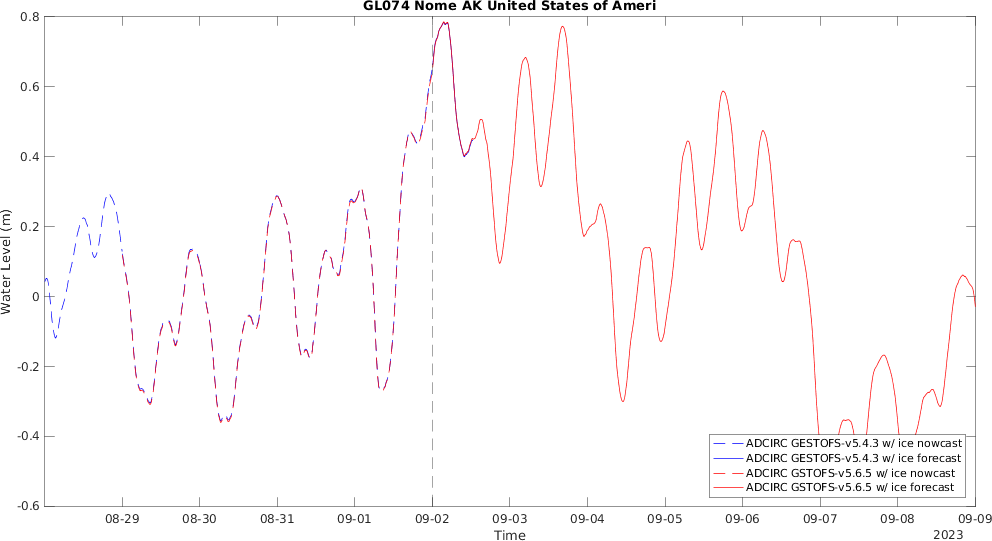 GL074 Nome AK United States of Ameri
0.8
0.6
0.4
0.2
0
-0.2
-0.4
-0.6
Water Level (m)
ADCIRC GESTOFS-v5.4.3 w/ ice nowcast
ADCIRC GESTOFS-v5.4.3 w/ ice forecast
ADCIRC GSTOFS-v5.6.5 w/ ice nowcast
ADCIRC GSTOFS-v5.6.5 w/ ice forecast
08-29 08-30 08-31 09-01 09-02 09-03 09-04 09-05 09-06 09-07 09-08 09-09
Time
2023